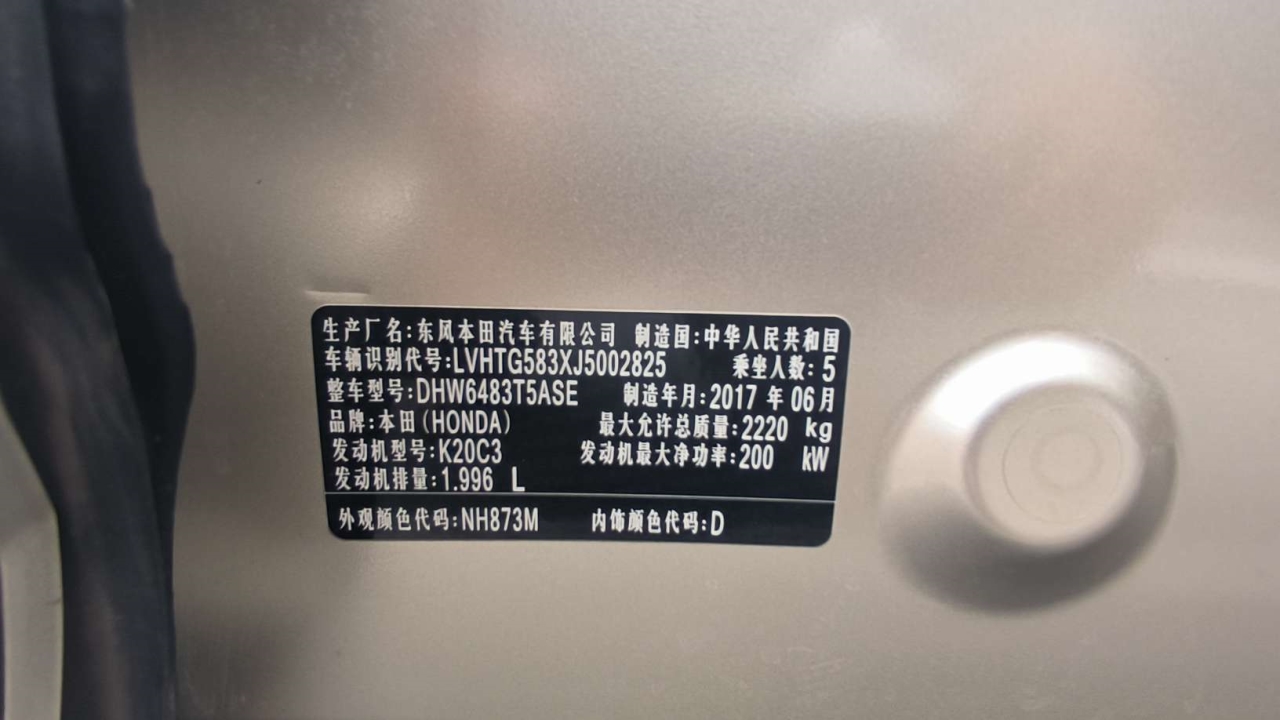 生产厂名:东风本田汽车有限公司 制造国:中华人民共和国
车辆识别代号:LVHTG583XJ5002825 乘坐人数:5
整车型号:DHW6483T5ASE 制造年月:2017 年 06 月
品牌:本田(HONDA) 最大允许总质量:2220 kg
发动机型号:K20C3 发动机最大净功率:200 kW
发动机排量:1.996 L
外观颜色代码:NH873M 内饰颜色代码:D